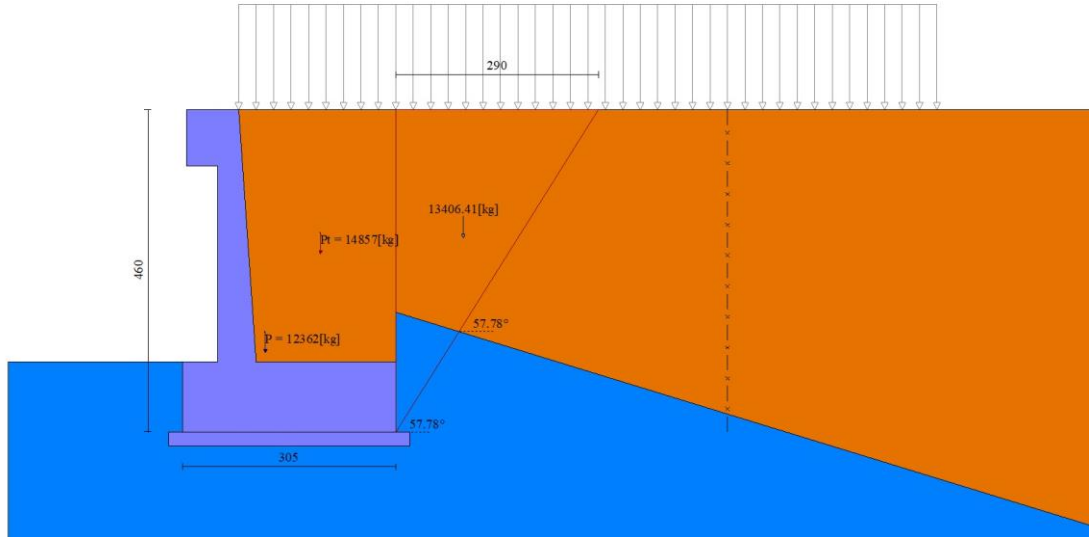 290
13406.41[kg]
Pt = 14857[kg]
460
57.78°
P = 12362[kg]
57.78°
305